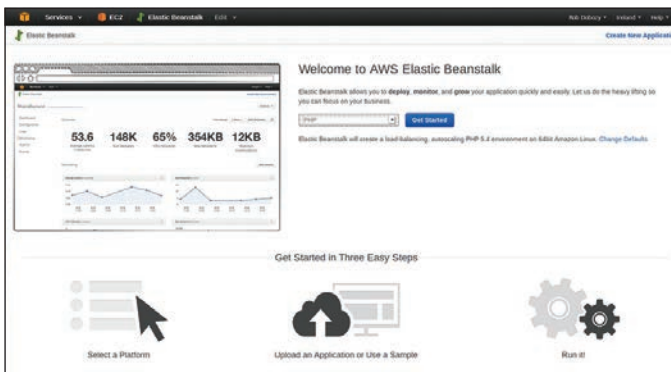 Services EC2 Elastic Beanstalk Edit
Ireland Help
Elastic Beanstalk
Create New Applicati
Welcome to AWS Elastic Beanstalk
Elastic Beanstalk allows you to deploy, monitor, and grow your application quickly and easily. Let us do the heavy lifting so
you can focus on your business.
PHP Get Started
Elastic Beanstalk will create a load-balancing, autoscaling PHP 5.4 environment on 64bit Amazon Linux. Change Defaults
53.6 148K 65% 354KB 12KB
Get Started in Three Easy Steps
Select a Platform
Upload an Application or Use a Sample
Run it!